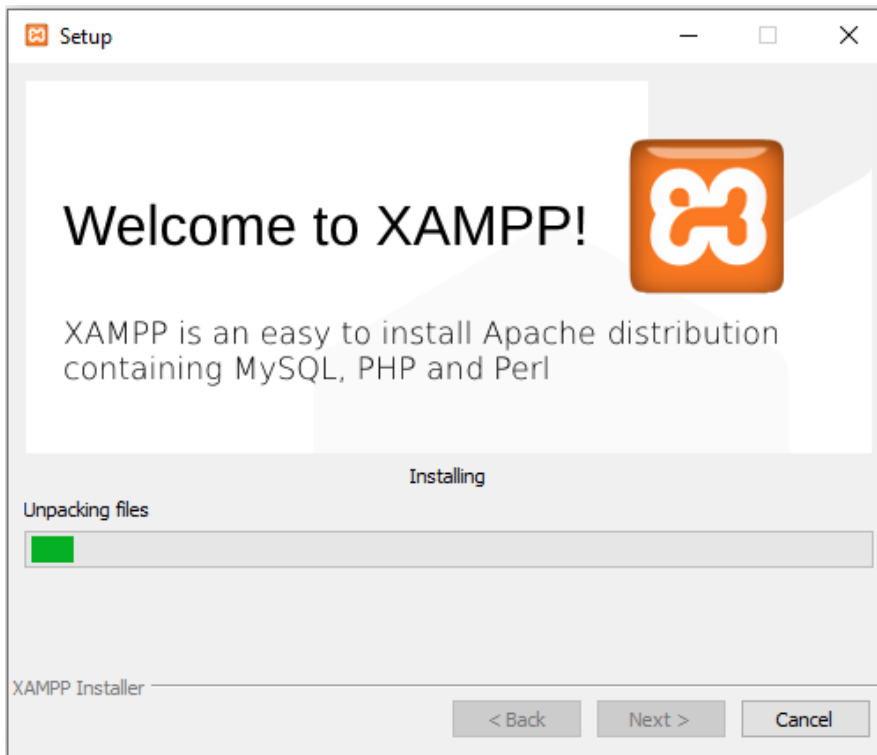 Setup
Welcome to XAMPP!
XAMPP is an easy to install Apache distribution
containing MySQL, PHP and Perl
Installing
Unpacking files
XAMPP Installer
< Back
Next >
Cancel